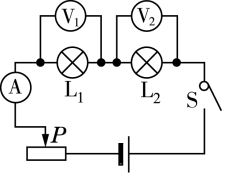 V₁ V₂
A L₁ L₂ S
P